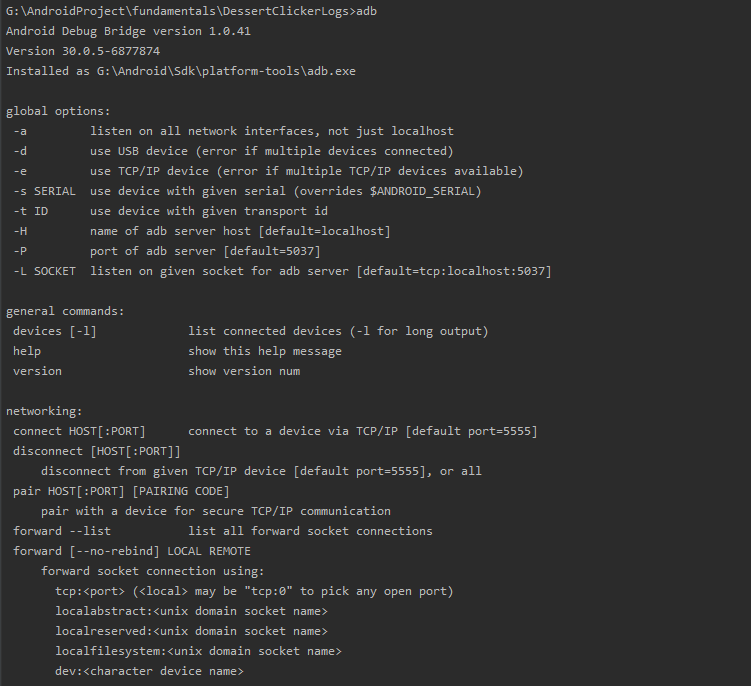 G:\AndroidProject\fundamentals\DessertClickerLogs>adb
Android Debug Bridge version 1.0.41
Version 30.0.5-6877874
Installed as G:\Android\Sdk\platform-tools\adb.exe

global options:
 -a         listen on all network interfaces, not just localhost
 -d         use USB device (error if multiple devices connected)
 -e         use TCP/IP device (error if multiple TCP/IP devices available)
 -s SERIAL  use device with given serial (overrides $ANDROID_SERIAL)
 -t ID      use device with given transport id
 -H         name of adb server host [default=localhost]
 -P         port of adb server [default=5037]
 -L SOCKET  listen on given socket for adb server [default=tcp:localhost:5037]

general commands:
 devices [-l]             list connected devices (-l for long output)
 help                     show this help message
 version                  show version num

networking:
 connect HOST[:PORT]      connect to a device via TCP/IP [default port=5555]
 disconnect [HOST[:PORT]]
     disconnect from given TCP/IP device [default port=5555], or all
 pair HOST[:PORT] [PAIRING CODE]
     pair with a device for secure TCP/IP communication
 forward --list           list all forward socket connections
 forward [--no-rebind] LOCAL REMOTE
     forward socket connection using:
       tcp:<port> (<local> may be "tcp:0" to pick any open port)
       localabstract:<unix domain socket name>
       localreserved:<unix domain socket name>
       localfilesystem:<unix domain socket name>
       dev:<character device name>